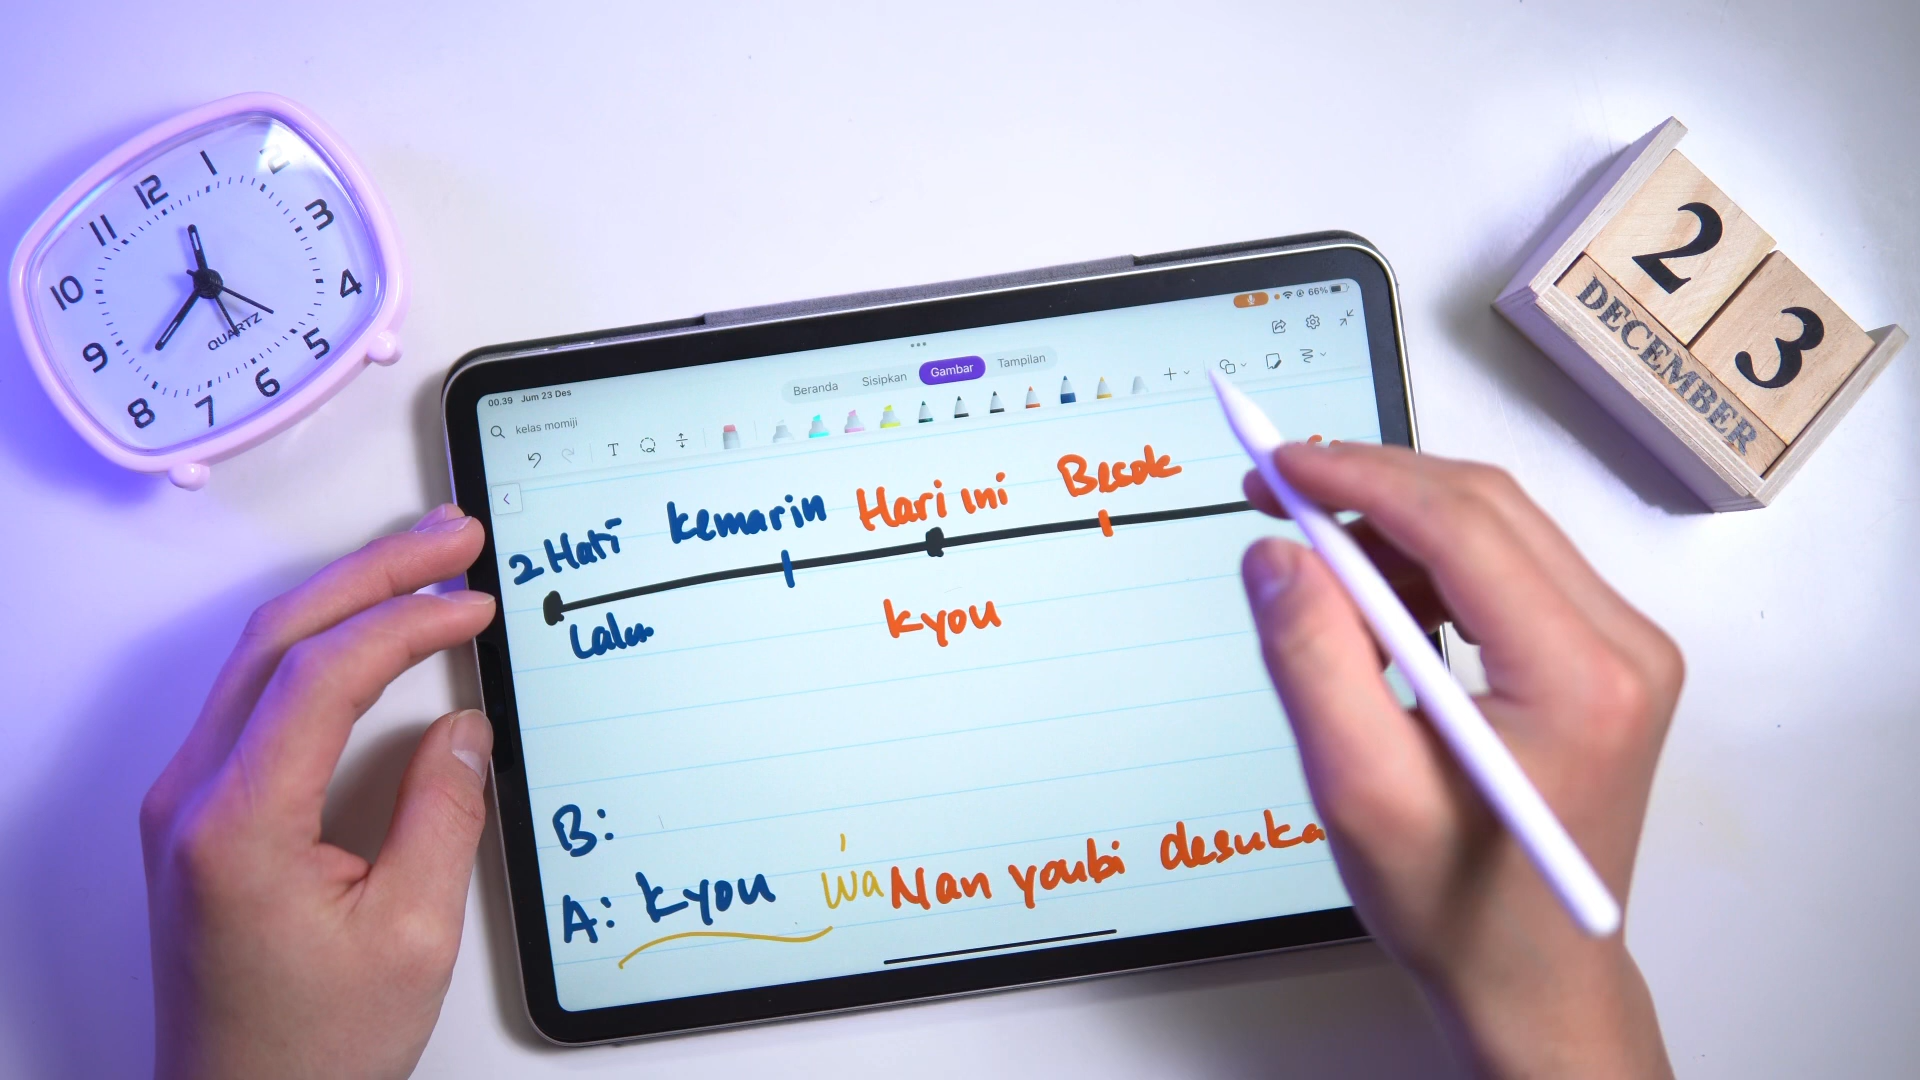 12
1
2
3
4
5
6
7
8
9
10
11
QUARTZ
2
3
DECEMBER
00.39 Jum 23 Des
66%
Beranda Sisipkan Gambar Tampilan
kelas momiji
T
2 Hari kemarin Hari ini Besok
Lalu
kyou
B:
A: kyou wa Nan youbi desuka